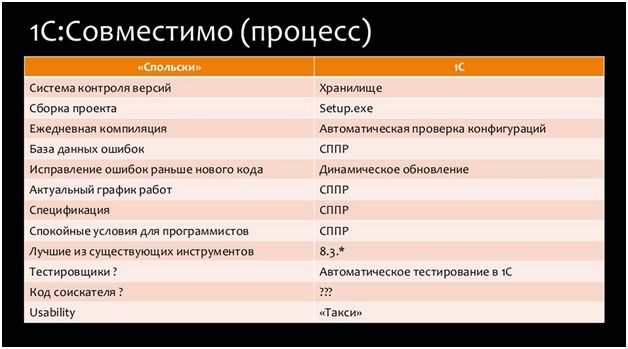 1С:Совместимо (процесс)
«Спольски» 1С
Система контроля версий Хранилище
Сборка проекта Setup.exe
Ежедневная компиляция Автоматическая проверка конфигураций
База данных ошибок СППР
Исправление ошибок раньше нового кода Динамическое обновление
Актуальный график работ СППР
Спецификация СППР
Спокойные условия для программистов СППР
Лучшие из существующих инструментов 8.3.*
Тестировщики ? Автоматическое тестирование в 1С
Код соискателя ? ???
Usability «Такси»